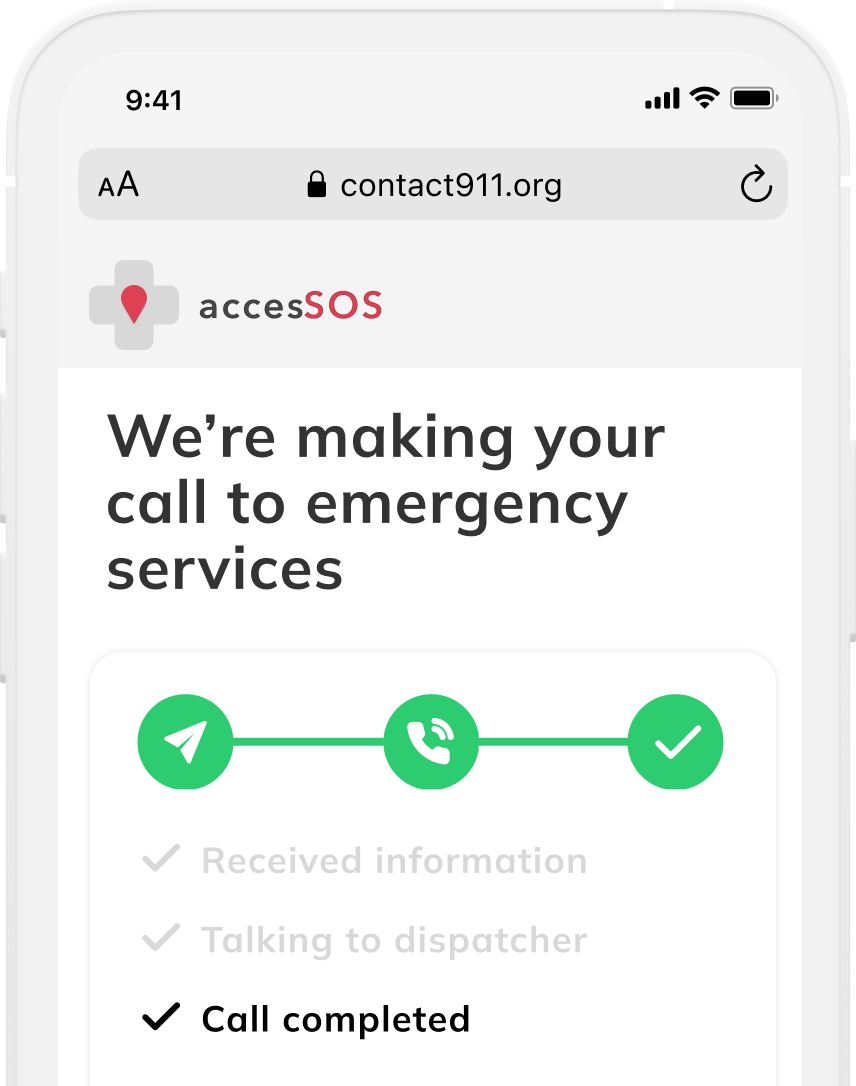 9:41
AA contact911.org
accesSOS
We’re making your
call to emergency
services
Received information
Talking to dispatcher
Call completed